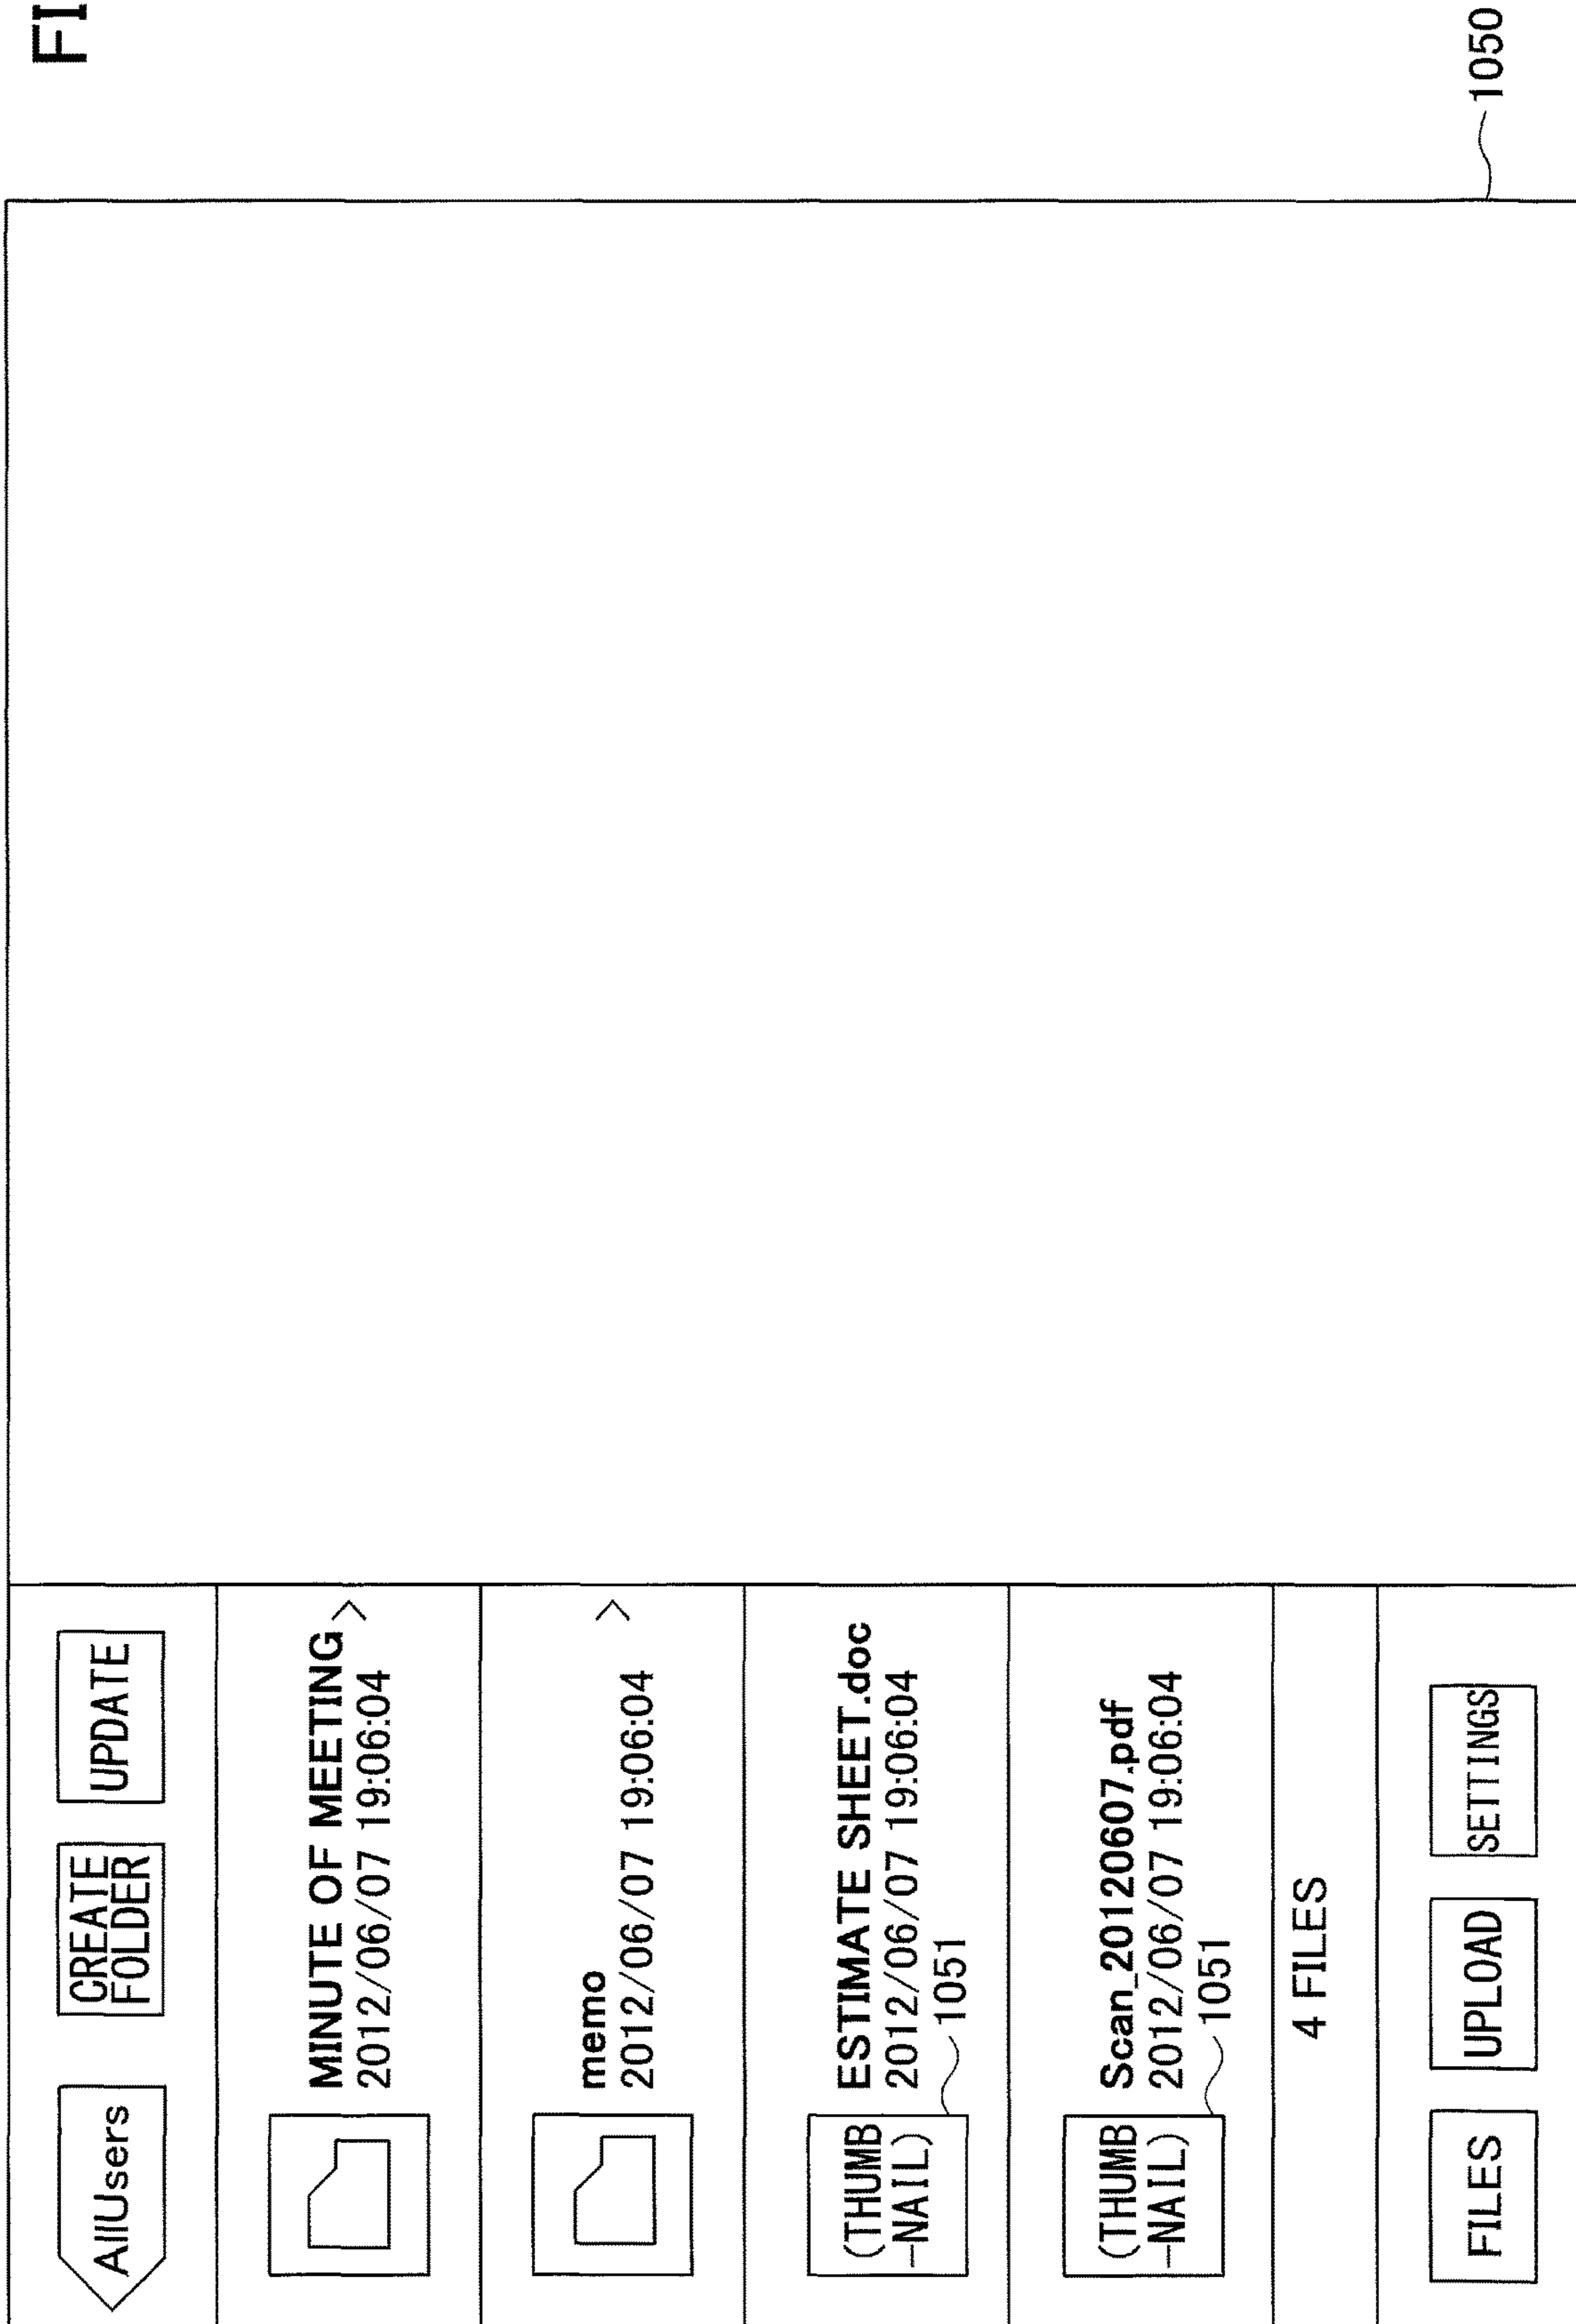 FI
AllUsers
CREATE
FOLDER
UPDATE
MINUTE OF MEETING >
2012/06/07 19:06:04
memo >
2012/06/07 19:06:04
(THUMB
-NAIL)
ESTIMATE SHEET.doc
2012/06/07 19:06:04
1051
(THUMB
-NAIL)
Scan_20120607.pdf
2012/06/07 19:06:04
1051
4 FILES
FILES
UPLOAD
SETTINGS
1050